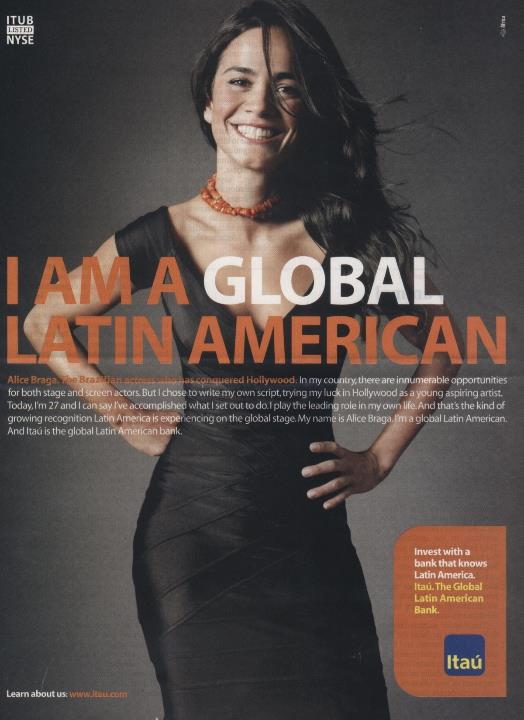 ITUB
LISTED
NYSE
Africa
I AM A GLOBAL
LATIN AMERICAN
Alice Braga. The Brazilian actress who has conquered Hollywood. In my country, there are innumerable opportunities
for both stage and screen actors. But I chose to write my own script, trying my luck in Hollywood as a young aspiring artist.
Today, I'm 27 and I can say I've accomplished what I set out to do. I play the leading role in my own life. And that's the kind of
growing recognition Latin America is experiencing on the global stage. My name is Alice Braga. I'm a global Latin American.
And Itaú is the global Latin American bank.
Invest with a
bank that knows
Latin America.
Itaú. The Global
Latin American
Bank.
Itaú
Learn about us: www.itau.com